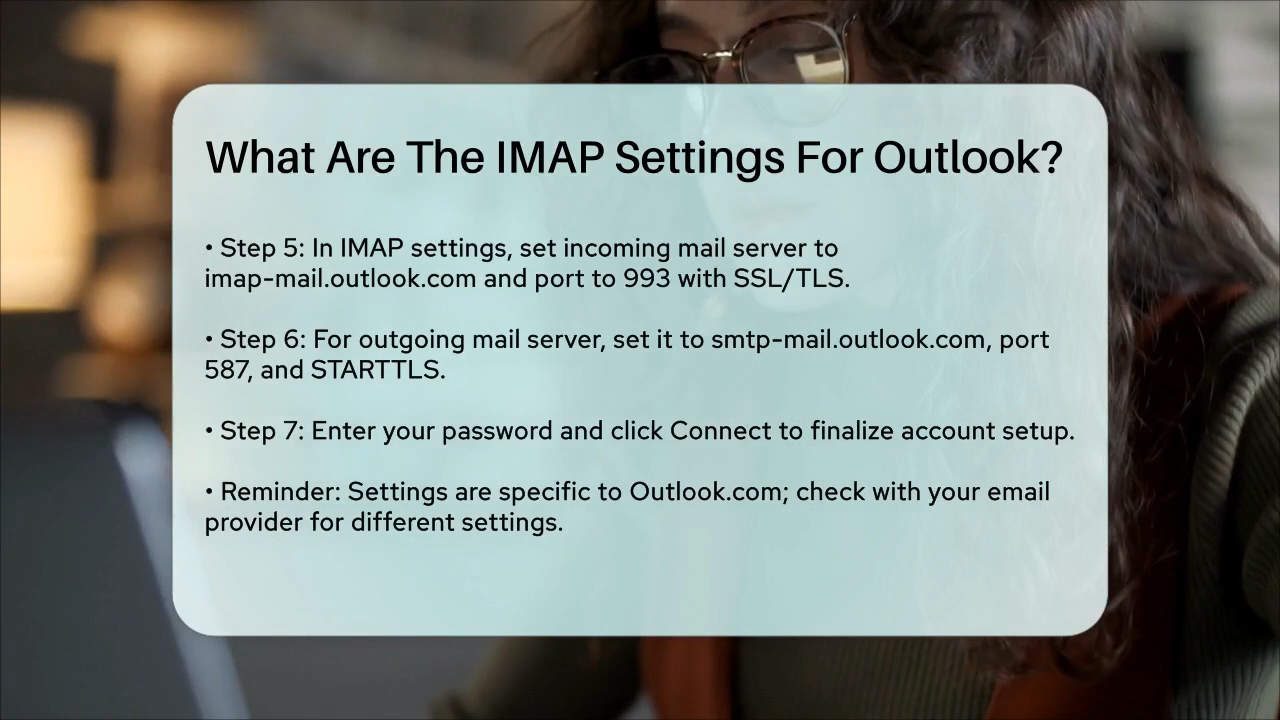 What Are The IMAP Settings For Outlook?
• Step 5: In IMAP settings, set incoming mail server to
imap-mail.outlook.com and port to 993 with SSL/TLS.
• Step 6: For outgoing mail server, set it to smtp-mail.outlook.com, port
587, and STARTTLS.
• Step 7: Enter your password and click Connect to finalize account setup.
• Reminder: Settings are specific to Outlook.com; check with your email
provider for different settings.